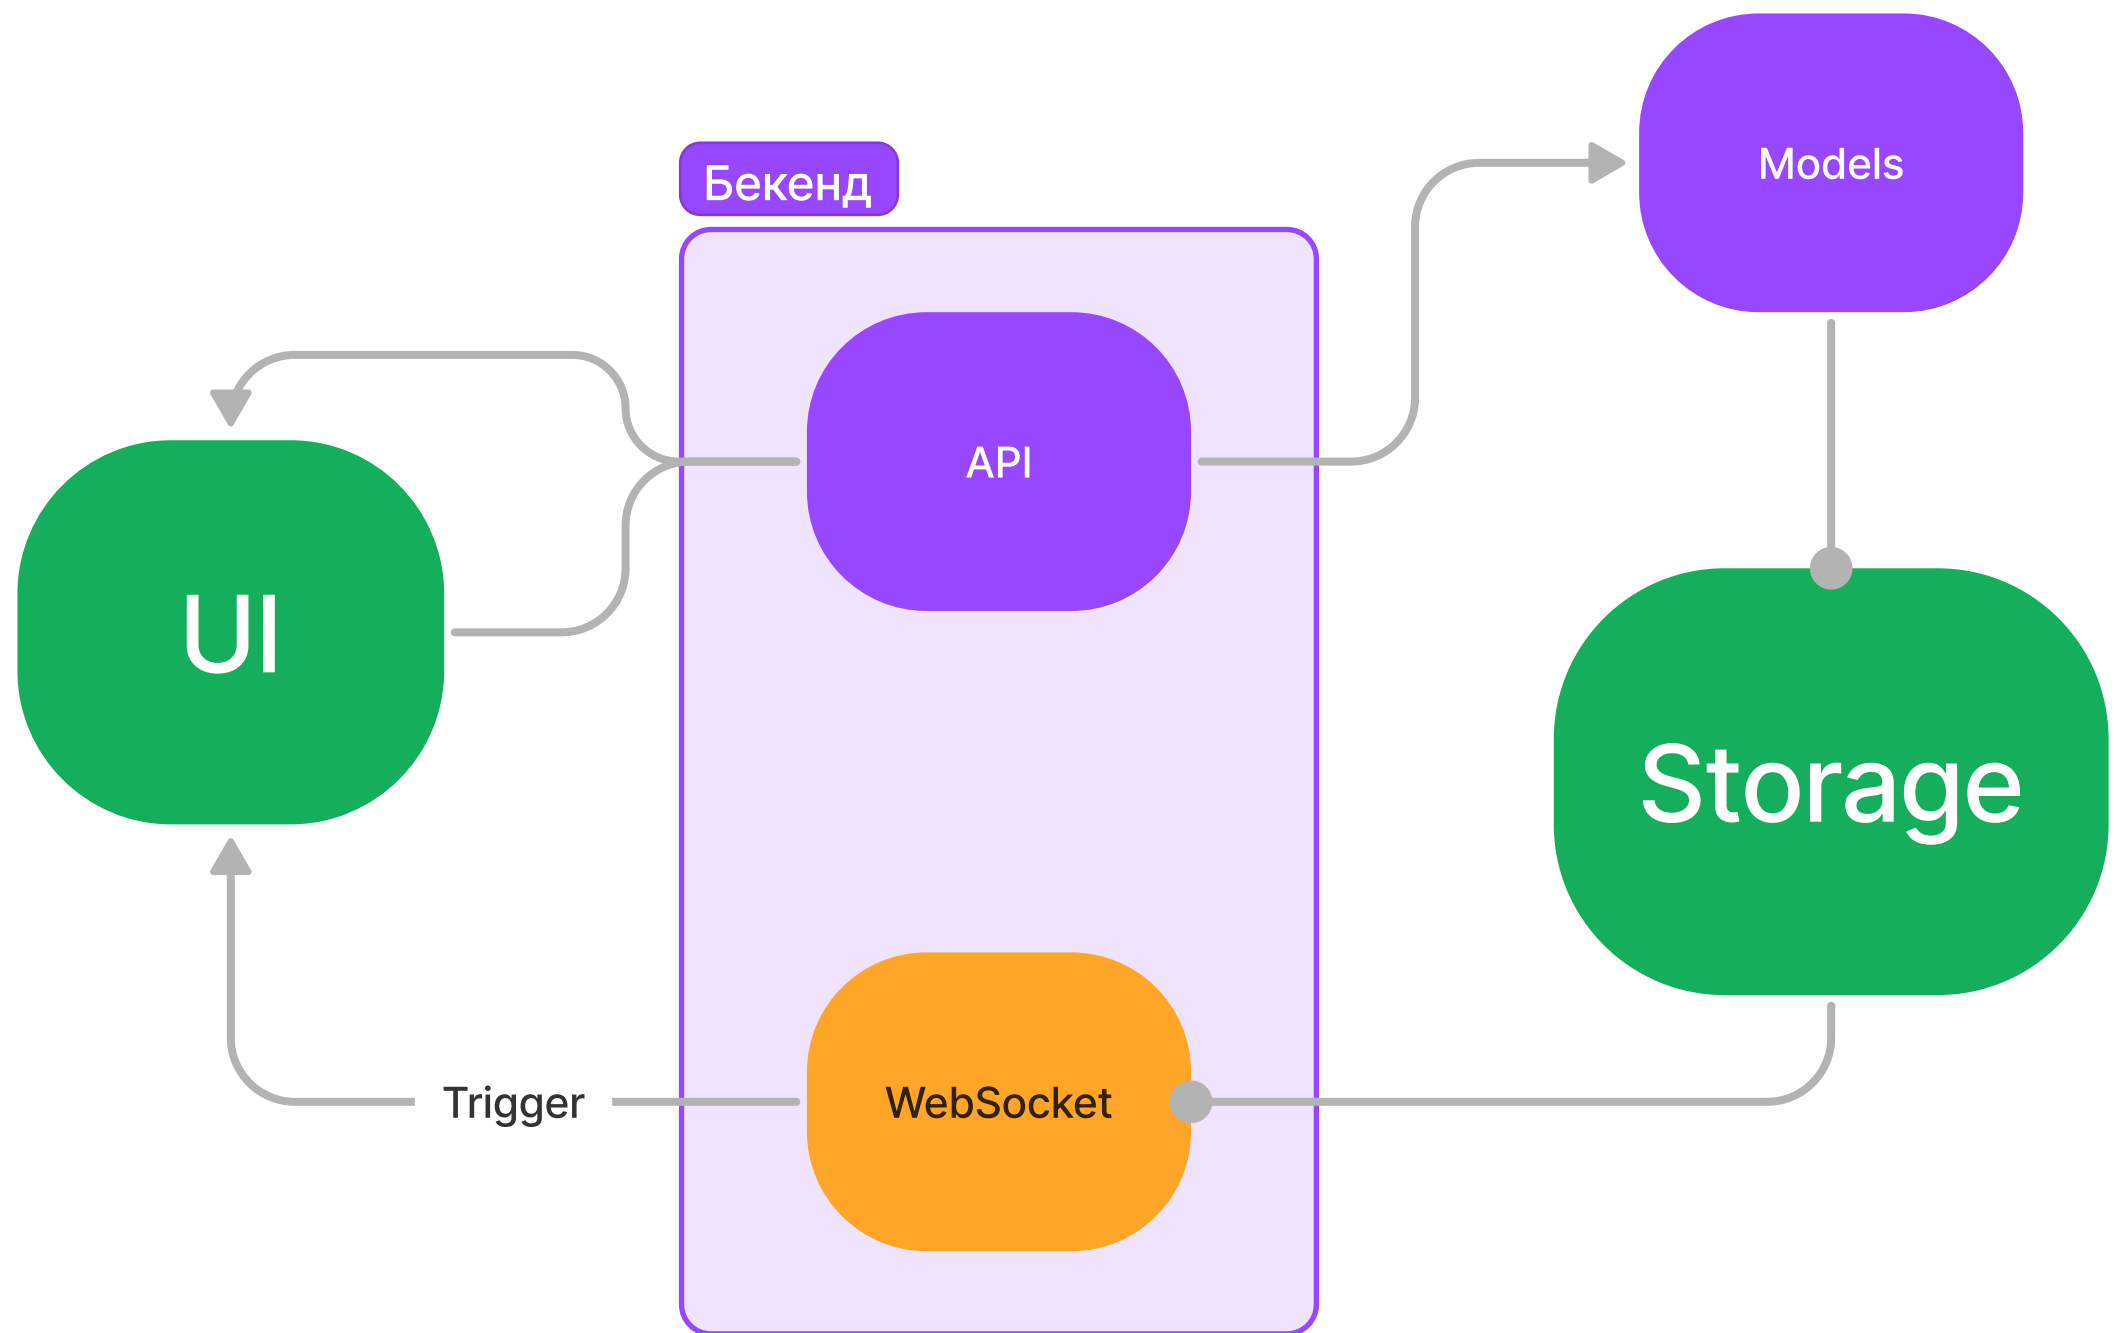 Models
Бекенд
API
UI
Storage
Trigger
WebSocket